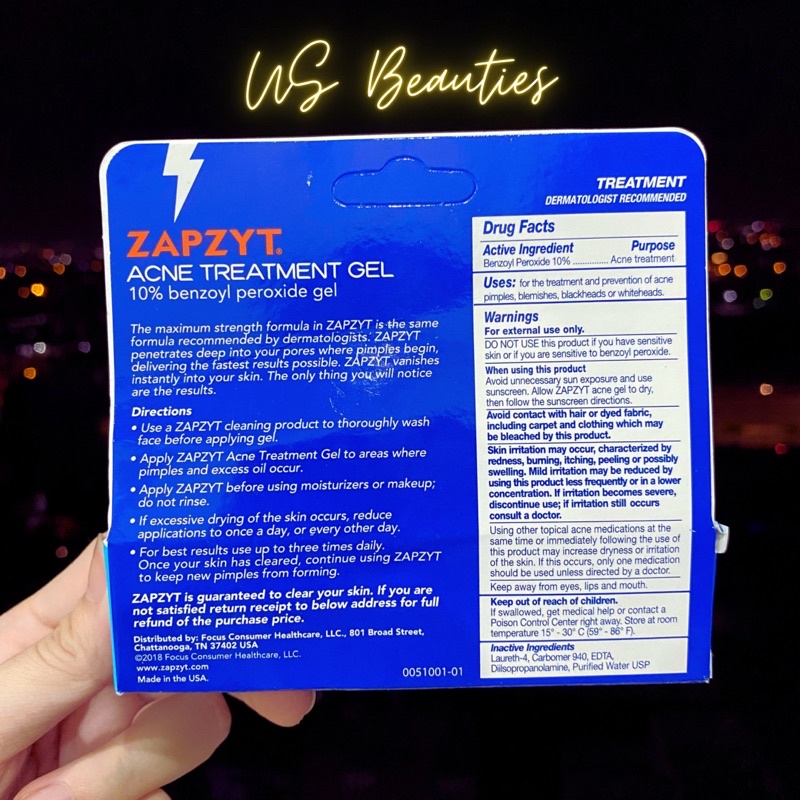 US Beauties
ZAPZYT®
ACNE TREATMENT GEL
10% benzoyl peroxide gel
The maximum strength formula in ZAPZYT is the same
formula recommended by dermatologists. ZAPZYT
penetrates deep into your pores where pimples begin,
delivering the fastest results possible. ZAPZYT vanishes
instantly into your skin. The only thing you will notice
are the results.
Directions
• Use a ZAPZYT cleaning product to thoroughly wash
face before applying gel.
• Apply ZAPZYT Acne Treatment Gel to areas where
pimples and excess oil occur.
• Apply ZAPZYT before using moisturizers or makeup;
do not rinse.
• If excessive drying of the skin occurs, reduce
applications to once a day, or every other day.
• For best results use up to three times daily.
Once your skin has cleared, continue using ZAPZYT
to keep new pimples from forming.
ZAPZYT is guaranteed to clear your skin. If you are
not satisfied return receipt to below address for full
refund of the purchase price.
Distributed by: Focus Consumer Healthcare, LLC., 801 Broad Street,
Chattanooga, TN 37402 USA
©2018 Focus Consumer Healthcare, LLC.
www.zapzyt.com
Made in the USA.
0051001-01
TREATMENT
DERMATOLOGIST RECOMMENDED
Drug Facts
Active Ingredient Purpose
Benzoyl Peroxide 10% .............. Acne treatment
Uses: for the treatment and prevention of acne
pimples, blemishes, blackheads or whiteheads.
Warnings
For external use only.
DO NOT USE this product if you have sensitive
skin or if you are sensitive to benzoyl peroxide.
When using this product
Avoid unnecessary sun exposure and use
sunscreen. Allow ZAPZYT acne gel to dry,
then follow the sunscreen directions.
Avoid contact with hair or dyed fabric,
including carpet and clothing which may
be bleached by this product.
Skin irritation may occur, characterized by
redness, burning, itching, peeling or possibly
swelling. Mild irritation may be reduced by
using this product less frequently or in a lower
concentration. If irritation becomes severe,
discontinue use; if irritation still occurs
consult a doctor.
Using other topical acne medications at the
same time or immediately following the use of
this product may increase dryness or irritation
of the skin. If this occurs, only one medication
should be used unless directed by a doctor.
Keep away from eyes, lips and mouth.
Keep out of reach of children.
If swallowed, get medical help or contact a
Poison Control Center right away. Store at room
temperature 15° - 30° C (59° - 86° F).
Inactive Ingredients
Laureth-4, Carbomer 940, EDTA,
Diilsopropanolamine, Purified Water USP